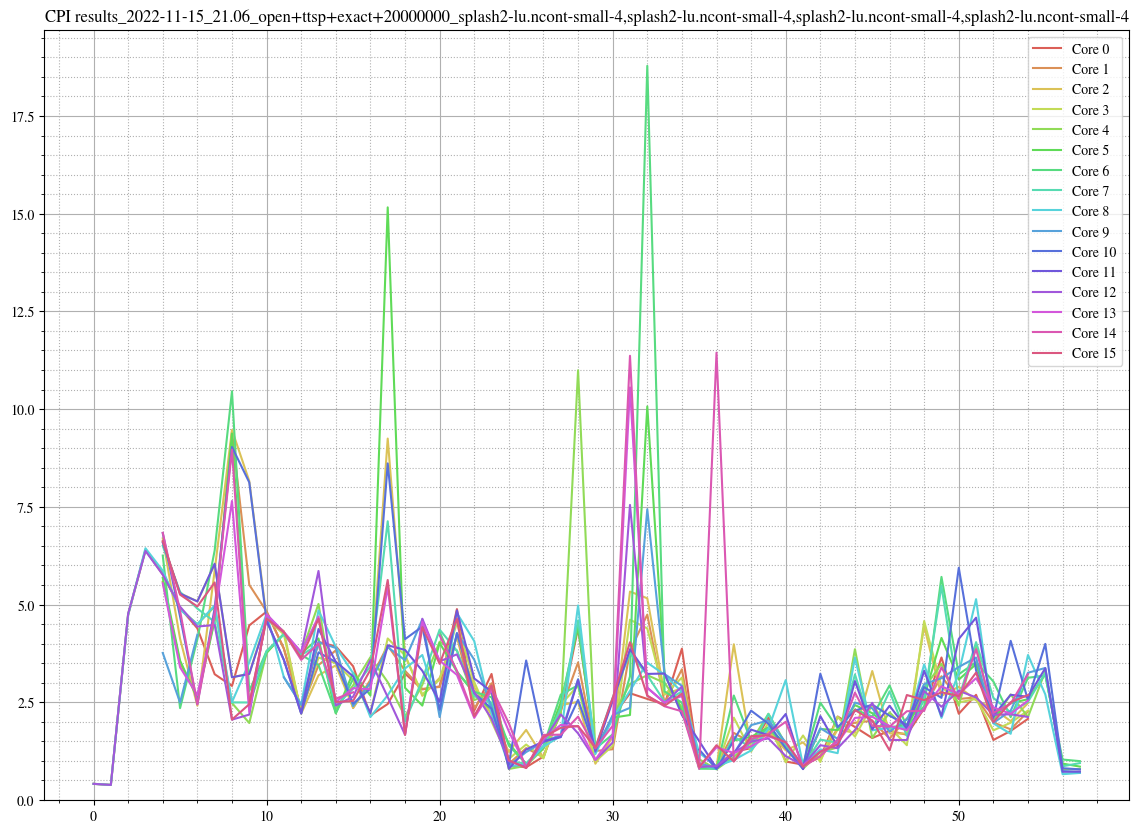 CPI results_2022-11-15_21.06_open+ttsp+exact+20000000_splash2-lu.ncont-small-4,splash2-lu.ncont-small-4,splash2-lu.ncont-small-4,splash2-lu.ncont-small-4
Core 0
Core 1
Core 2
Core 3
Core 4
Core 5
Core 6
Core 7
Core 8
Core 9
Core 10
Core 11
Core 12
Core 13
Core 14
Core 15
17.5
15.0
12.5
10.0
7.5
5.0
2.5
0.0
0 10 20 30 40 50